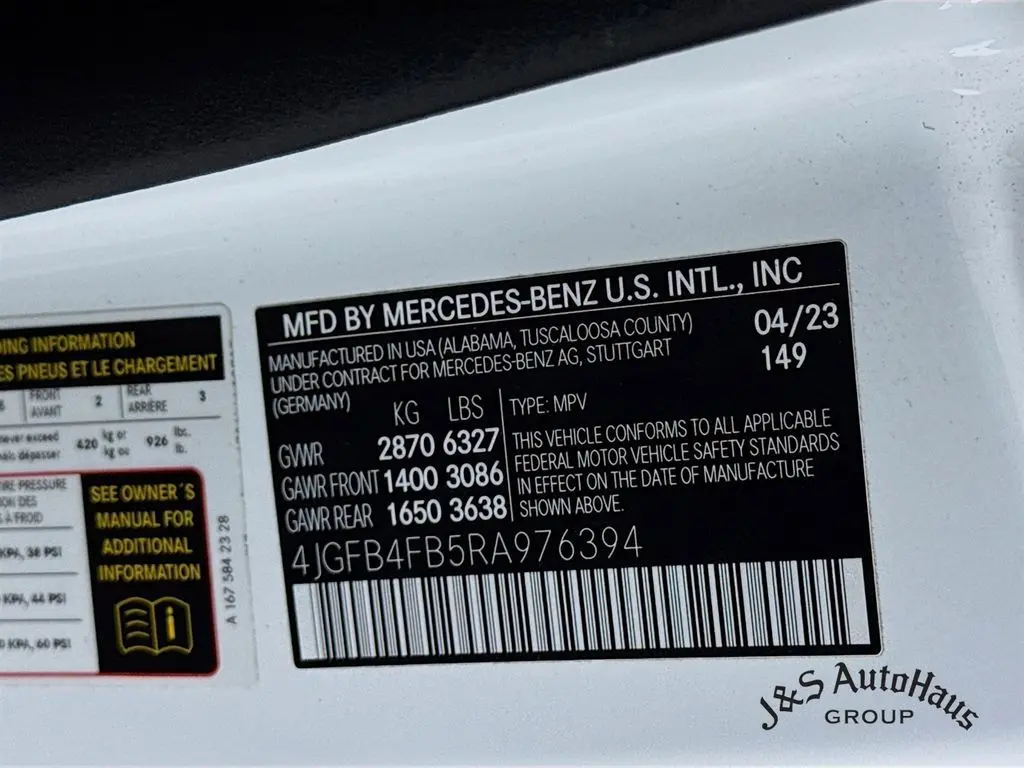 DING INFORMATION
ES PNEUS ET LE CHARGEMENT
FRONT
AVANT
2
REAR
ARRIÈRE
3
never exceed
420 kg or
kg ou
926 lbs.
lb.
TIRE PRESSURE
À FROID
KPA, 38 PSI
KPA, 44 PSI
KPA, 60 PSI
SEE OWNER´S
MANUAL FOR
ADDITIONAL
INFORMATION
A 167 584 23 28
MFD BY MERCEDES-BENZ U.S. INTL., INC
MANUFACTURED IN USA (ALABAMA, TUSCALOOSA COUNTY)
UNDER CONTRACT FOR MERCEDES-BENZ AG, STUTTGART
(GERMANY)
04/23
149
KG LBS
GVWR 2870 6327
GAWR FRONT 1400 3086
GAWR REAR 1650 3638
TYPE: MPV
THIS VEHICLE CONFORMS TO ALL APPLICABLE
FEDERAL MOTOR VEHICLE SAFETY STANDARDS
IN EFFECT ON THE DATE OF MANUFACTURE
SHOWN ABOVE.
4JGFB4FB5RA976394
J&S AutoHaus
GROUP